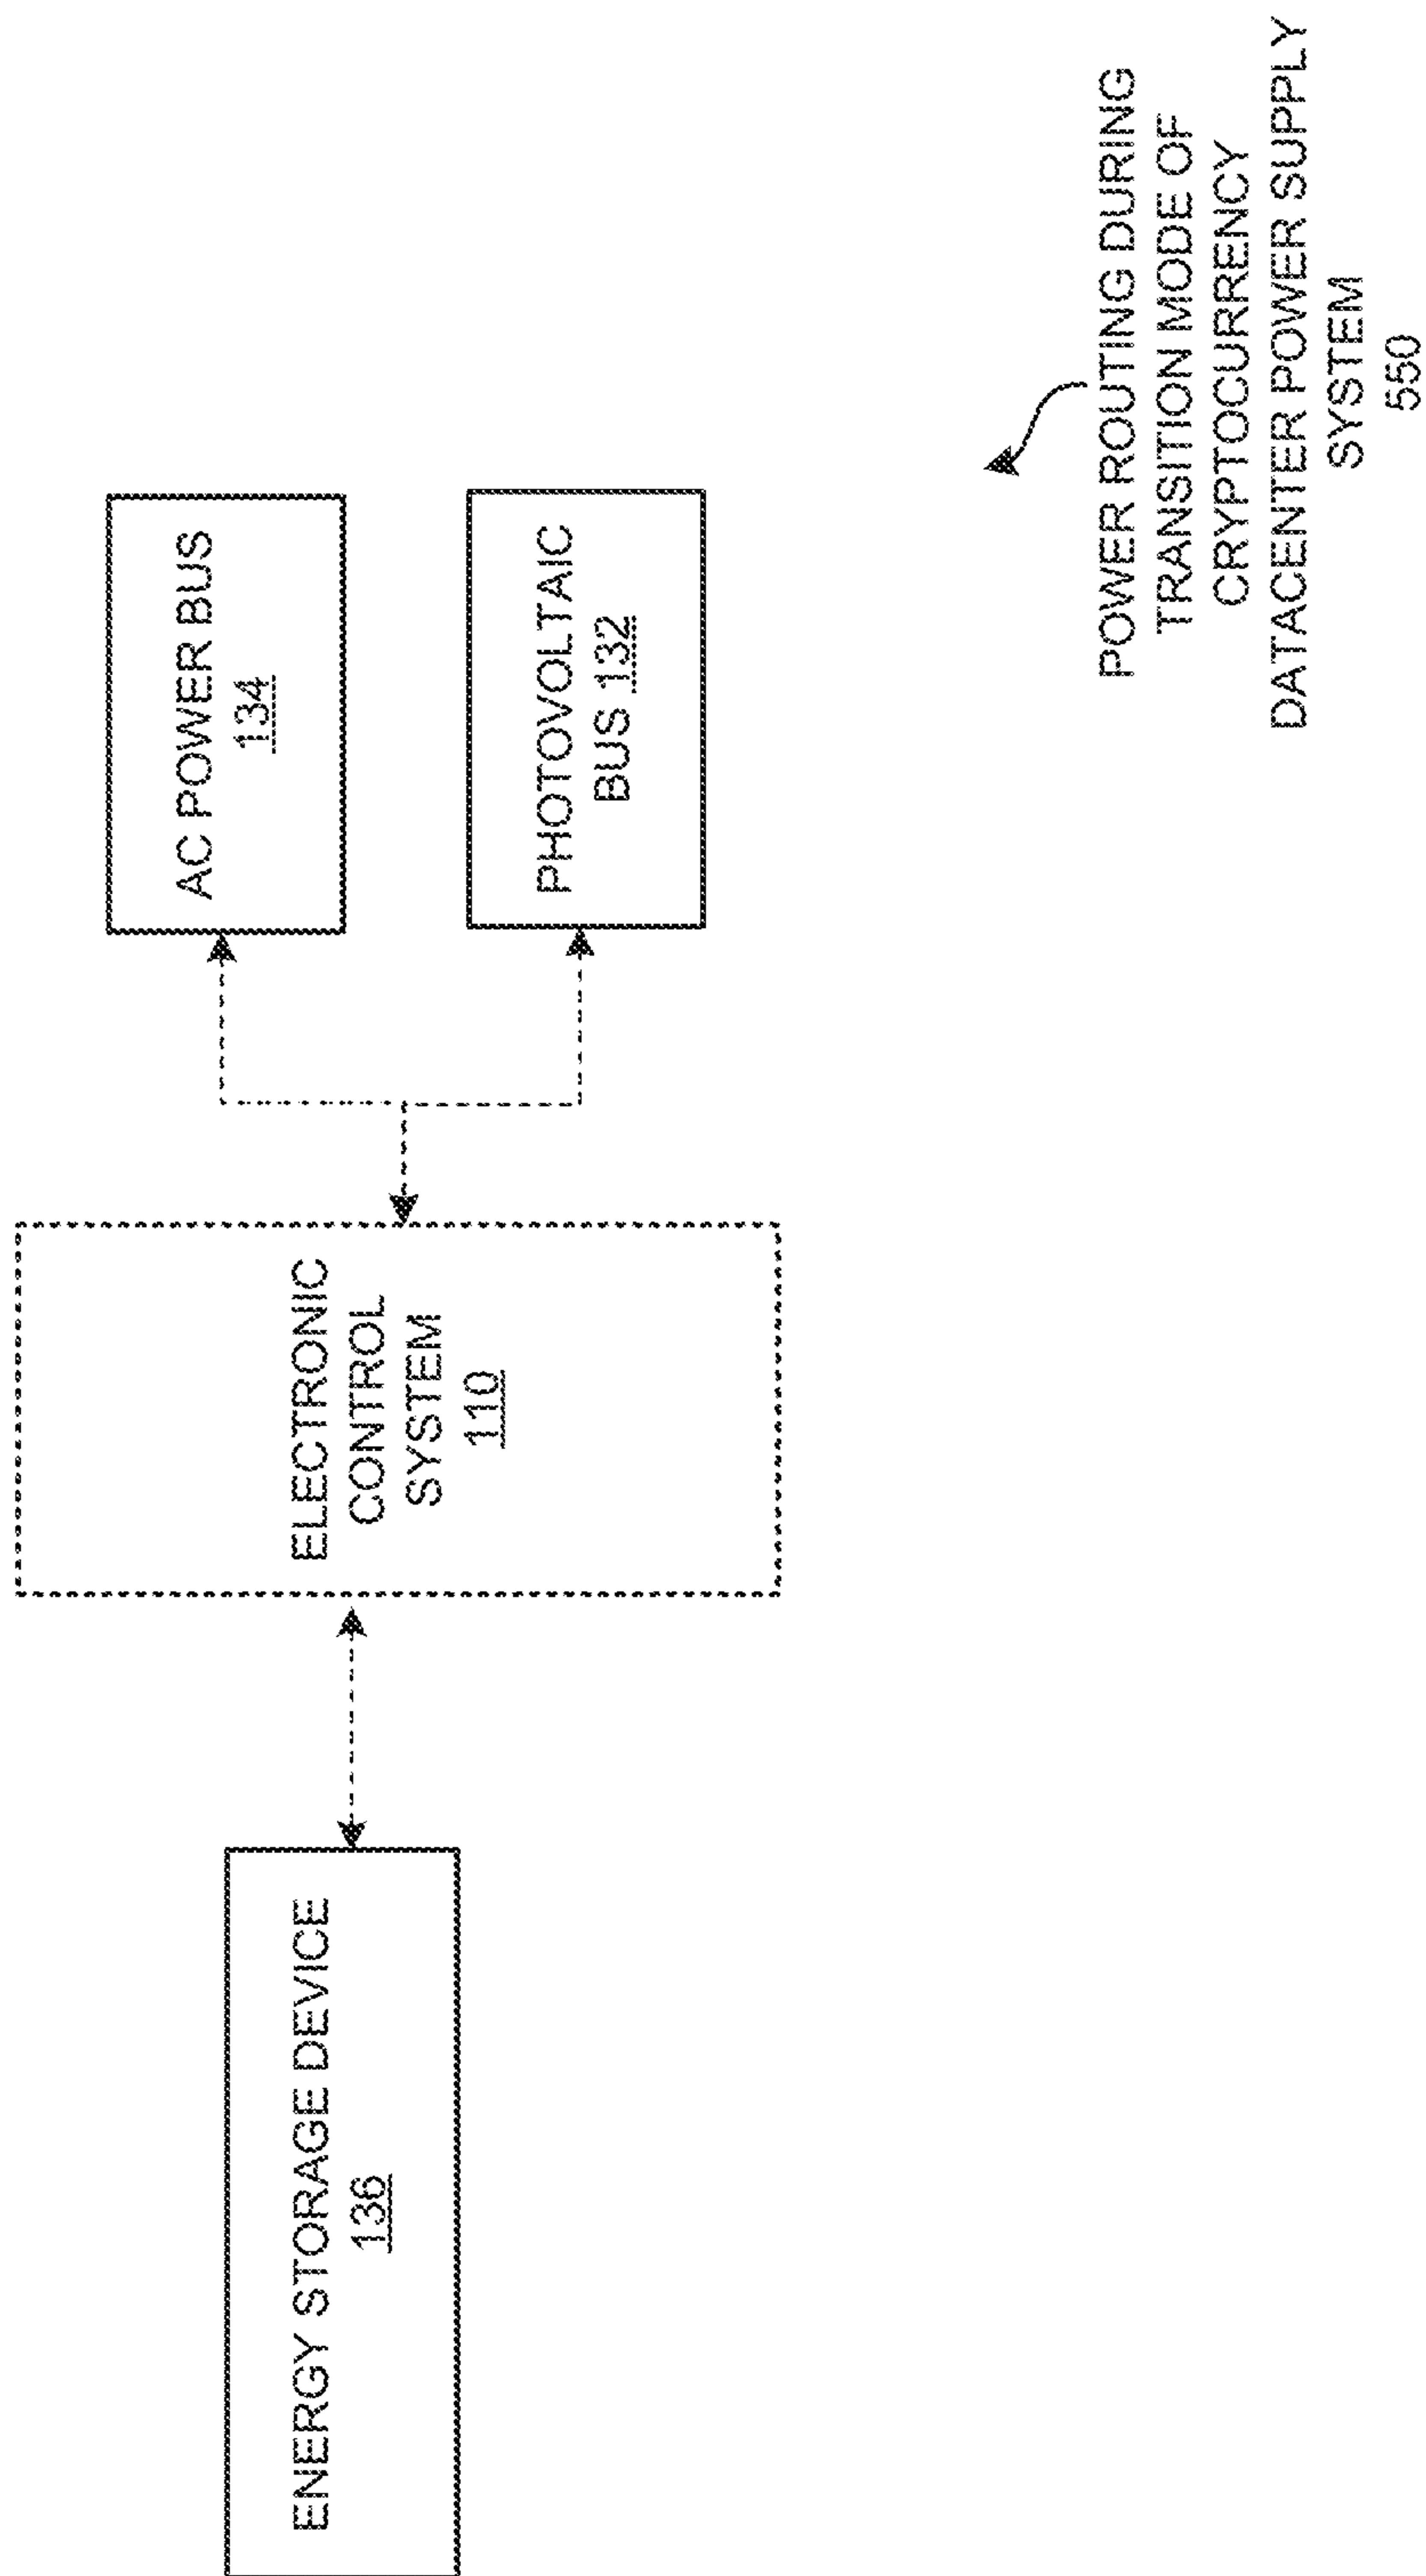 ENERGY STORAGE DEVICE
136
ELECTRONIC
CONTROL
SYSTEM
110
AC POWER BUS
134
PHOTOVOLTAIC
BUS 132
POWER ROUTING DURING
TRANSITION MODE OF
CRYPTOCURRENCY
DATACENTER POWER SUPPLY
SYSTEM
550